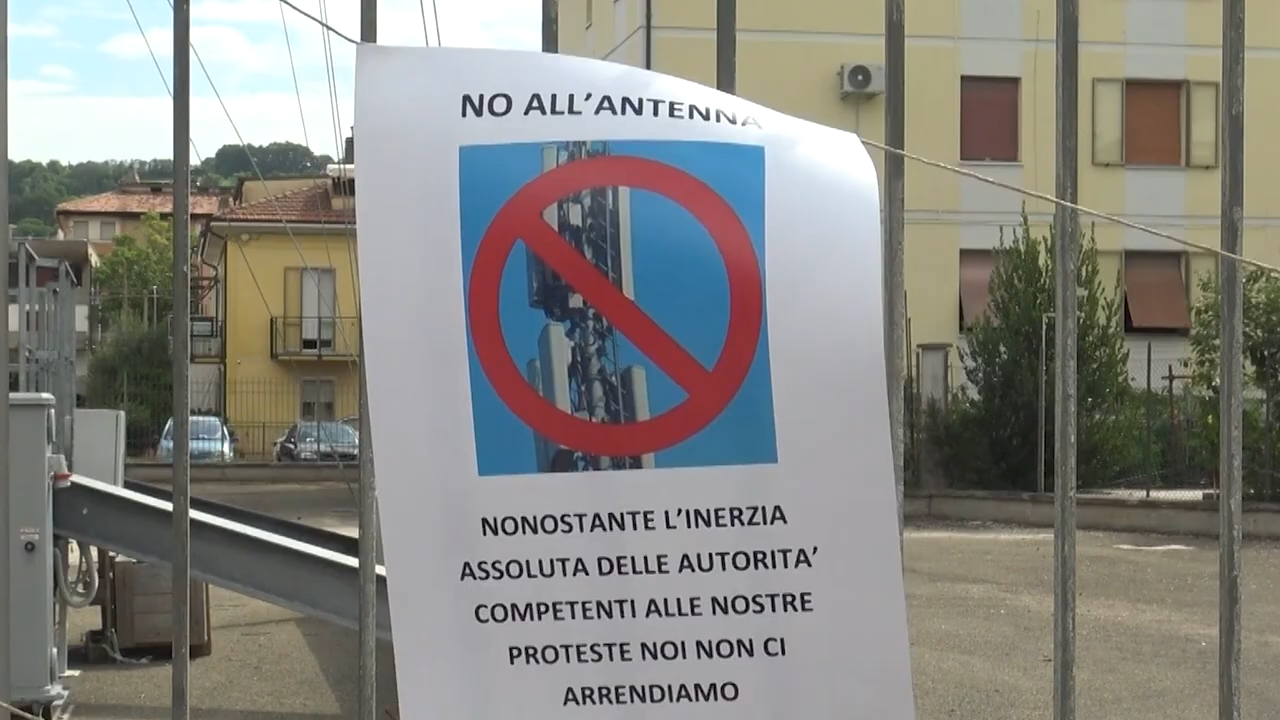 NO ALL'ANTENNA
NONOSTANTE L'INERZIA
ASSOLUTA DELLE AUTORITA'
COMPETENTI ALLE NOSTRE
PROTESTE NOI NON CI
ARRENDIAMO